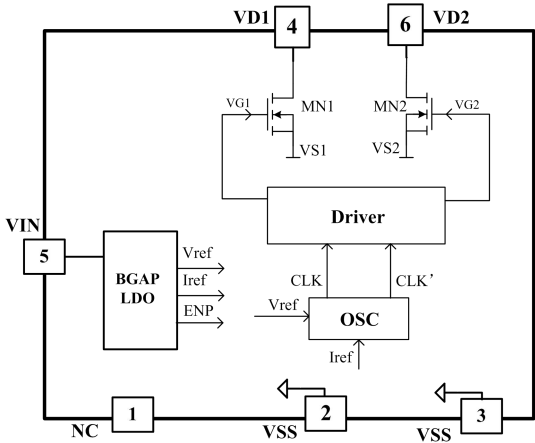 VD1
4
6
VD2
VG1
MN1
MN2
VG2
VS1
VS2
Driver
VIN
5
BGAP
LDO
Vref
Iref
ENP
CLK
CLK'
Vref
OSC
Iref
NC
1
VSS
2
VSS
3